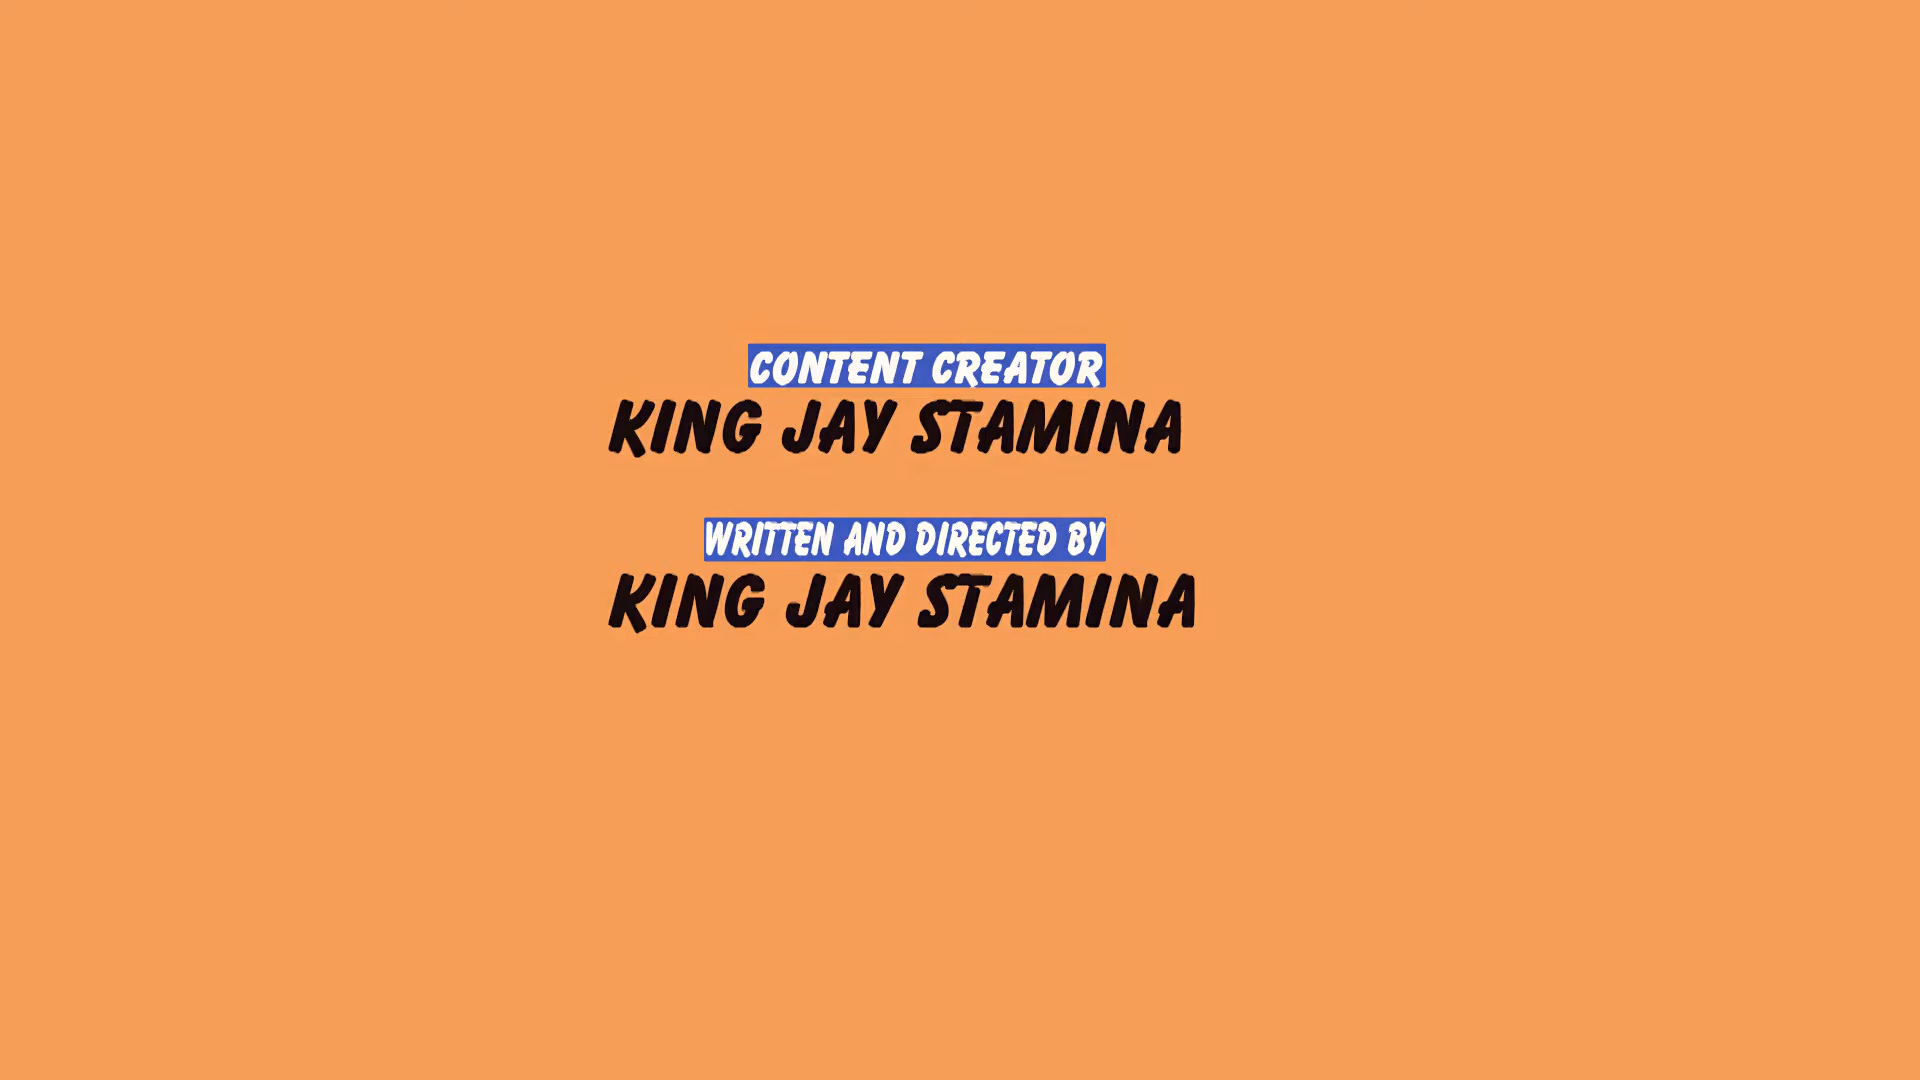 CONTENT CREATOR
KING JAY STAMINA
WRITTEN AND DIRECTED BY
KING JAY STAMINA